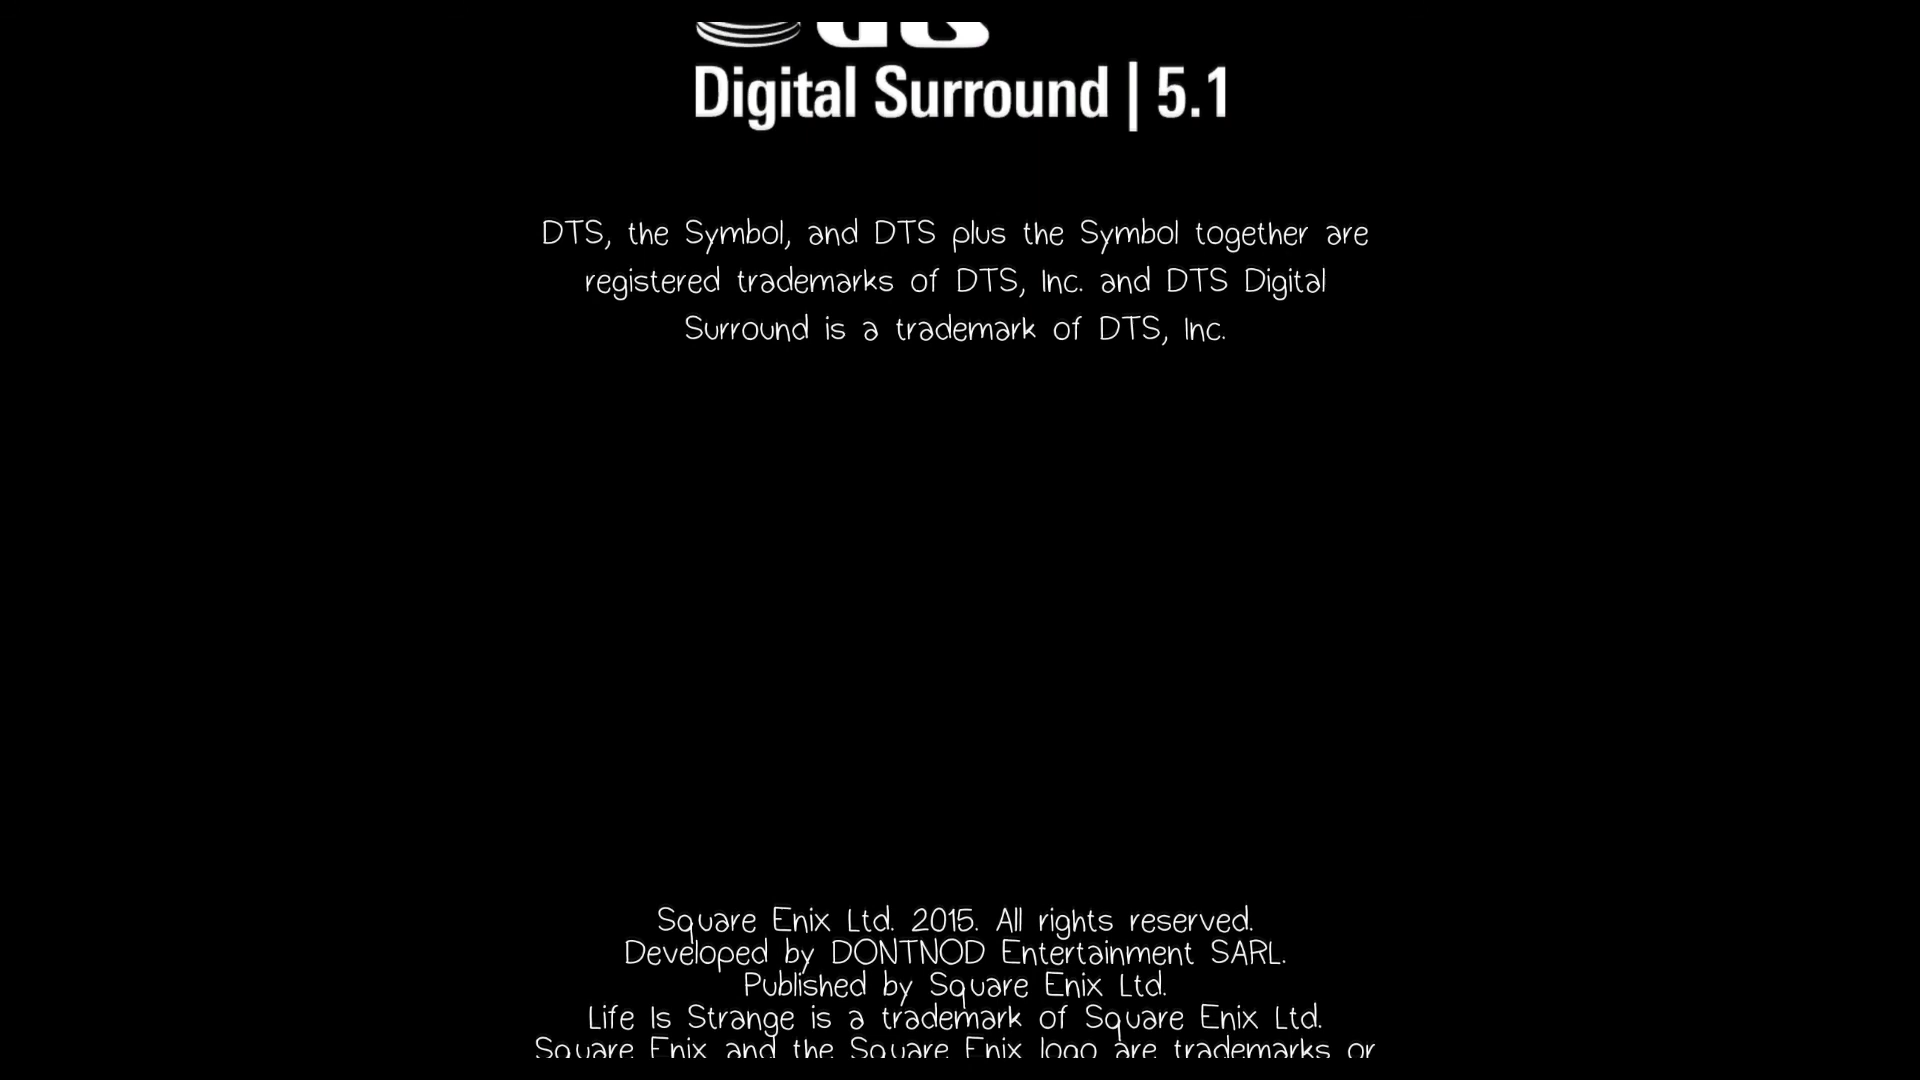 dts
Digital Surround | 5.1
DTS, the Symbol, and DTS plus the Symbol together are
registered trademarks of DTS, Inc. and DTS Digital
Surround is a trademark of DTS, Inc.
Square Enix Ltd. 2015. All rights reserved.
Developed by DONTNOD Entertainment SARL.
Published by Square Enix Ltd.
Life Is Strange is a trademark of Square Enix Ltd.
Square Enix and the Square Enix logo are trademarks or